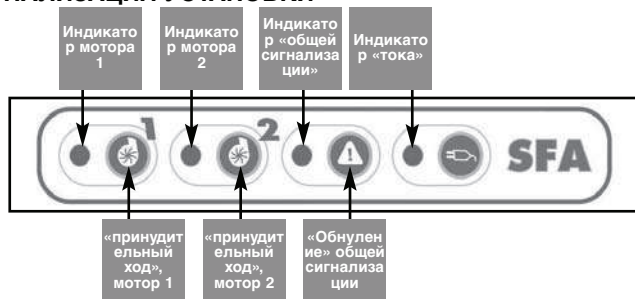 Индикато
р мотора
1
Индикато
р мотора
2
Индикато
р «общей
сигнализа
ции»
Индикато
р «тока»
1
2
SFA
«принудит
ельный
ход»,
мотор 1
«принудит
ельный
ход»,
мотор 2
«Обнулен
ие» общей
сигнализа
ции